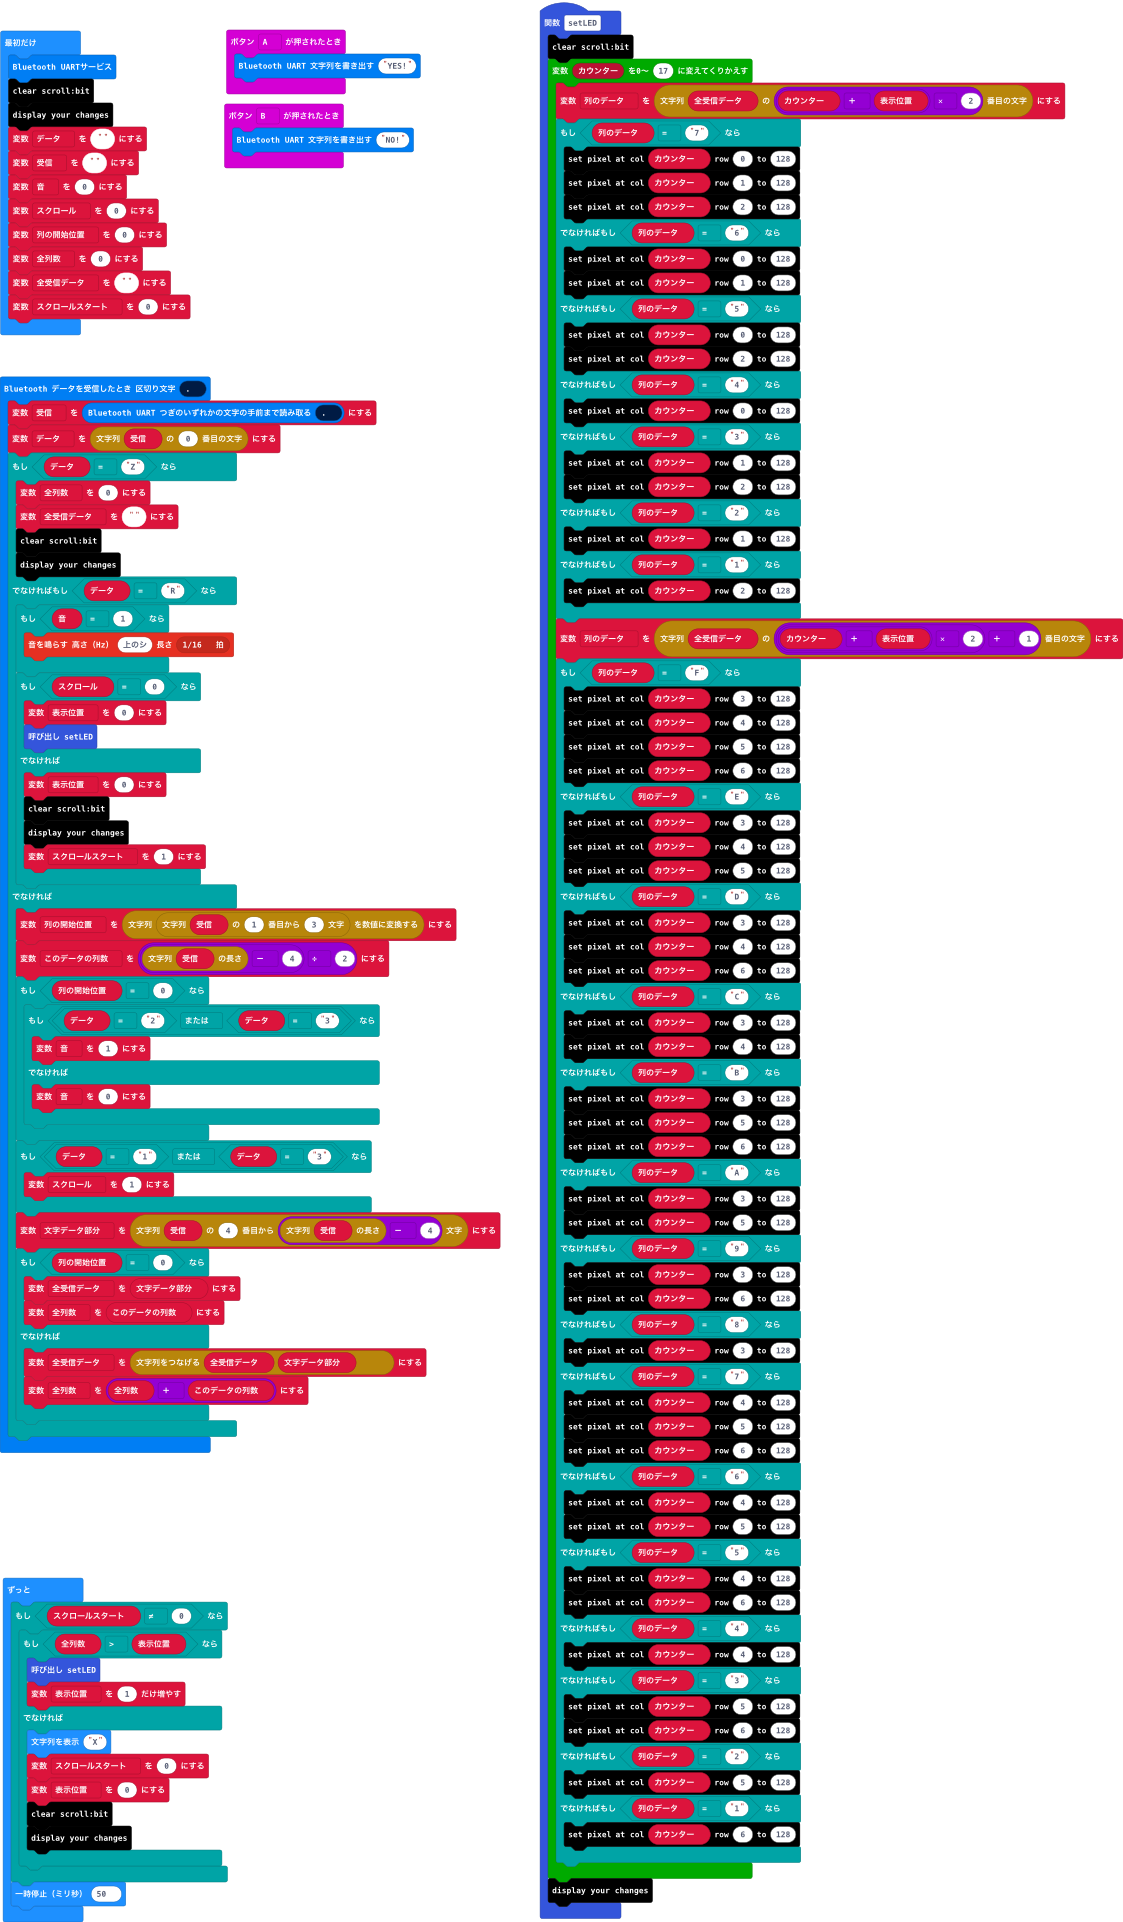 最初だけ
Bluetooth UARTサービス
clear scroll:bit
display your changes
変数 データ を " " にする
変数 受信 を " " にする
変数 音 を 0 にする
変数 スクロール を 0 にする
変数 列の開始位置 を 0 にする
変数 全列数 を 0 にする
変数 全受信データ を " " にする
変数 スクロールスタート を 0 にする
ボタン A が押されたとき
Bluetooth UART 文字列を書き出す "YES!"
ボタン B が押されたとき
Bluetooth UART 文字列を書き出す "NO!"
Bluetooth データを受信したとき 区切り文字 .
変数 受信 を Bluetooth UART つぎのいずれかの文字の手前まで読み取る . にする
変数 データ を 文字列 受信 の 0 番目の文字 にする
もし データ = "Z" なら
変数 全列数 を 0 にする
変数 全受信データ を "" にする
clear scroll:bit
display your changes
でなければもし データ = "R" なら
もし 音 = 1 なら
音を鳴らす 高さ (Hz) 上のシ 長さ 1/16 拍
もし スクロール = 0 なら
変数 表示位置 を 0 にする
呼び出し setLED
でなければ
変数 表示位置 を 0 にする
clear scroll:bit
display your changes
変数 スクロールスタート を 1 にする
でなければ
変数 列の開始位置 を 文字列 文字列 受信 の 1 番目から 3 文字 を数値に変換する にする
変数 このデータの列数 を 文字列 受信 の長さ - 4 ÷ 2 にする
もし 列の開始位置 = 0 なら
もし データ = "2" または データ = "3" なら
変数 音 を 1 にする
でなければ
変数 音 を 0 にする
もし データ = "1" または データ = "3" なら
変数 スクロール を 1 にする
変数 文字データ部分 を 文字列 受信 の 4 番目から 文字列 受信 の長さ - 4 文字 にする
もし 列の開始位置 = 0 なら
変数 全受信データ を 文字データ部分 にする
変数 全列数 を このデータの列数 にする
でなければ
変数 全受信データ を 文字列をつなげる 全受信データ 文字データ部分 にする
変数 全列数 を 全列数 + このデータの列数 にする
ずっと
もし スクロールスタート ≠ 0 なら
もし 全列数 > 表示位置 なら
呼び出し setLED
変数 表示位置 を 1 だけ増やす
でなければ
文字列を表示 "X"
変数 スクロールスタート を 0 にする
変数 表示位置 を 0 にする
clear scroll:bit
display your changes
一時停止 (ミリ秒) 50
関数 setLED
clear scroll:bit
変数 カウンター を0～ 17 に変えてくりかえす
変数 列のデータ を 文字列 全受信データ の カウンター + 表示位置 × 2 番目の文字 にする
もし 列のデータ = "7" なら
set pixel at col カウンター row 0 to 128
set pixel at col カウンター row 1 to 128
set pixel at col カウンター row 2 to 128
でなければもし 列のデータ = "6" なら
set pixel at col カウンター row 0 to 128
set pixel at col カウンター row 1 to 128
でなければもし 列のデータ = "5" なら
set pixel at col カウンター row 0 to 128
set pixel at col カウンター row 2 to 128
でなければもし 列のデータ = "4" なら
set pixel at col カウンター row 0 to 128
でなければもし 列のデータ = "3" なら
set pixel at col カウンター row 1 to 128
set pixel at col カウンター row 2 to 128
でなければもし 列のデータ = "2" なら
set pixel at col カウンター row 1 to 128
でなければもし 列のデータ = "1" なら
set pixel at col カウンター row 2 to 128
変数 列のデータ を 文字列 全受信データ の カウンター + 表示位置 × 2 + 1 番目の文字 にする
もし 列のデータ = "F" なら
set pixel at col カウンター row 3 to 128
set pixel at col カウンター row 4 to 128
set pixel at col カウンター row 5 to 128
set pixel at col カウンター row 6 to 128
でなければもし 列のデータ = "E" なら
set pixel at col カウンター row 3 to 128
set pixel at col カウンター row 4 to 128
set pixel at col カウンター row 5 to 128
でなければもし 列のデータ = "D" なら
set pixel at col カウンター row 3 to 128
set pixel at col カウンター row 4 to 128
set pixel at col カウンター row 6 to 128
でなければもし 列のデータ = "C" なら
set pixel at col カウンター row 3 to 128
set pixel at col カウンター row 4 to 128
でなければもし 列のデータ = "B" なら
set pixel at col カウンター row 3 to 128
set pixel at col カウンター row 5 to 128
set pixel at col カウンター row 6 to 128
でなければもし 列のデータ = "A" なら
set pixel at col カウンター row 3 to 128
set pixel at col カウンター row 5 to 128
でなければもし 列のデータ = "9" なら
set pixel at col カウンター row 3 to 128
set pixel at col カウンター row 6 to 128
でなければもし 列のデータ = "8" なら
set pixel at col カウンター row 3 to 128
でなければもし 列のデータ = "7" なら
set pixel at col カウンター row 4 to 128
set pixel at col カウンター row 5 to 128
set pixel at col カウンター row 6 to 128
でなければもし 列のデータ = "6" なら
set pixel at col カウンター row 4 to 128
set pixel at col カウンター row 5 to 128
でなければもし 列のデータ = "5" なら
set pixel at col カウンター row 4 to 128
set pixel at col カウンター row 6 to 128
でなければもし 列のデータ = "4" なら
set pixel at col カウンター row 4 to 128
でなければもし 列のデータ = "3" なら
set pixel at col カウンター row 5 to 128
set pixel at col カウンター row 6 to 128
でなければもし 列のデータ = "2" なら
set pixel at col カウンター row 5 to 128
でなければもし 列のデータ = "1" なら
set pixel at col カウンター row 6 to 128
display your changes